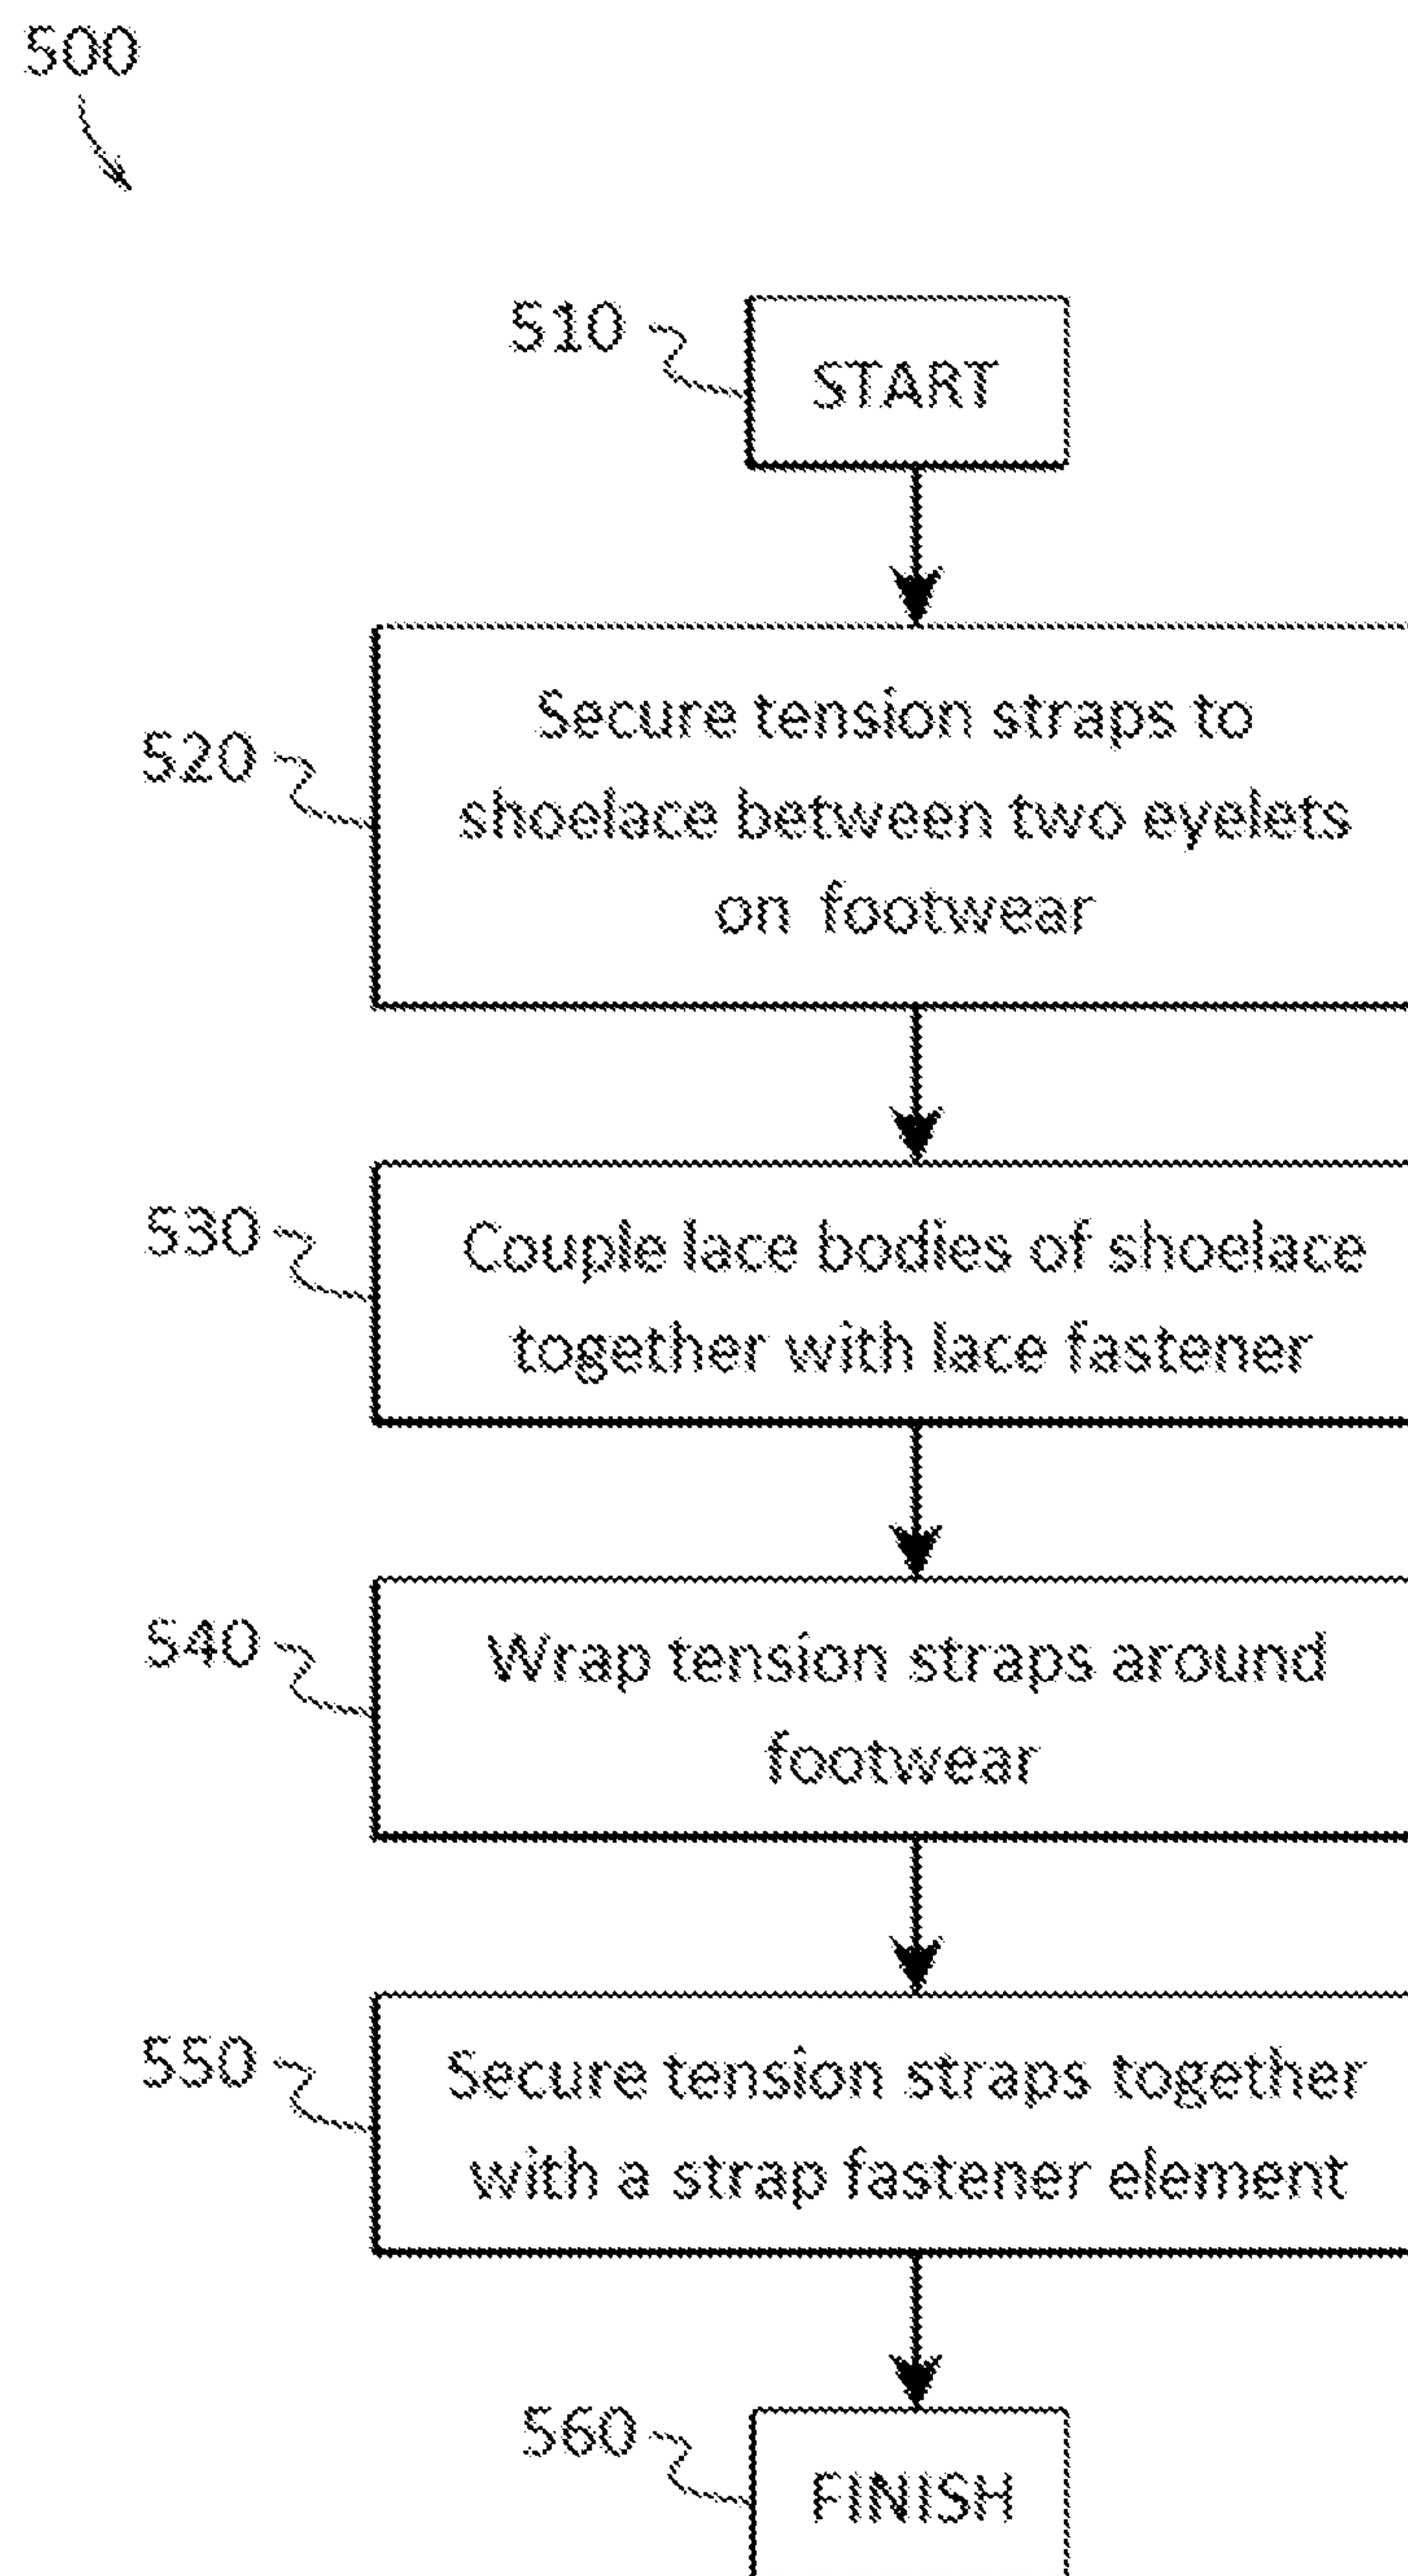 500
510
START
520
Secure tension straps to
shoelace between two eyelets
on footwear
530
Couple lace bodies of shoelace
together with lace fastener
540
Wrap tension straps around
footwear
550
Secure tension straps together
with a strap fastener element
560
FINISH